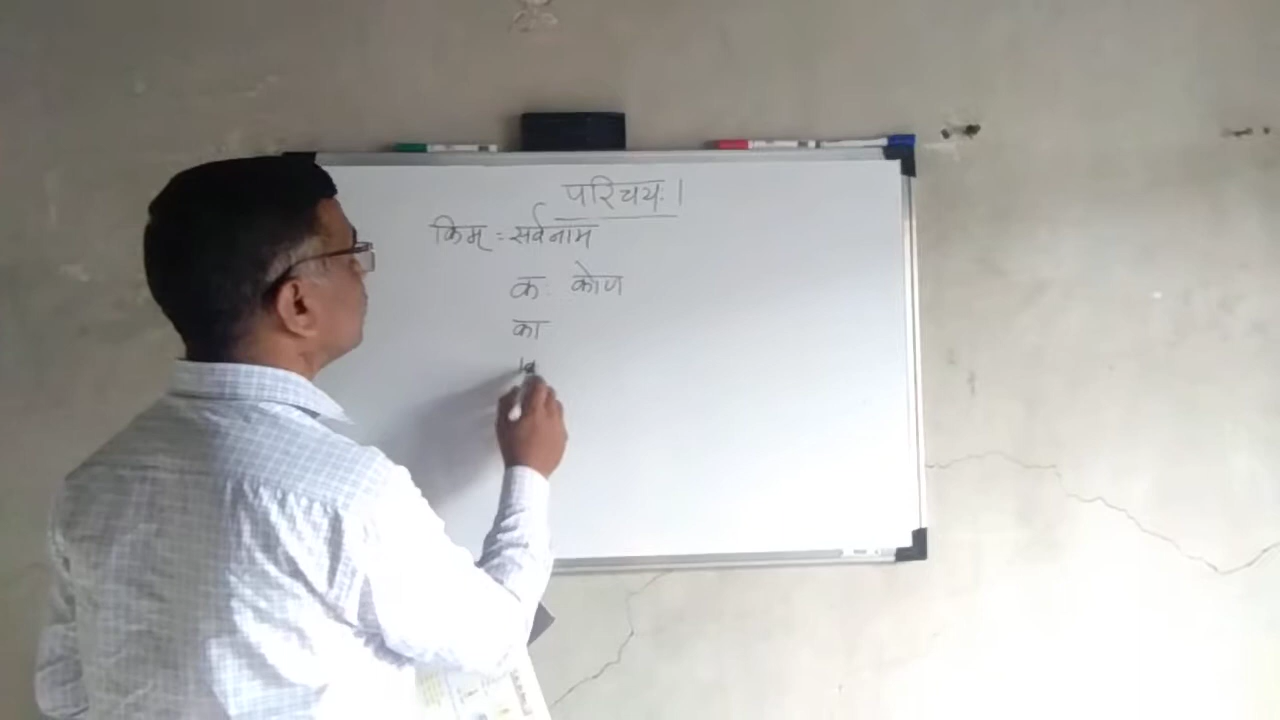 परिचयः।
किम् = सर्वनाम
कः कोण
का